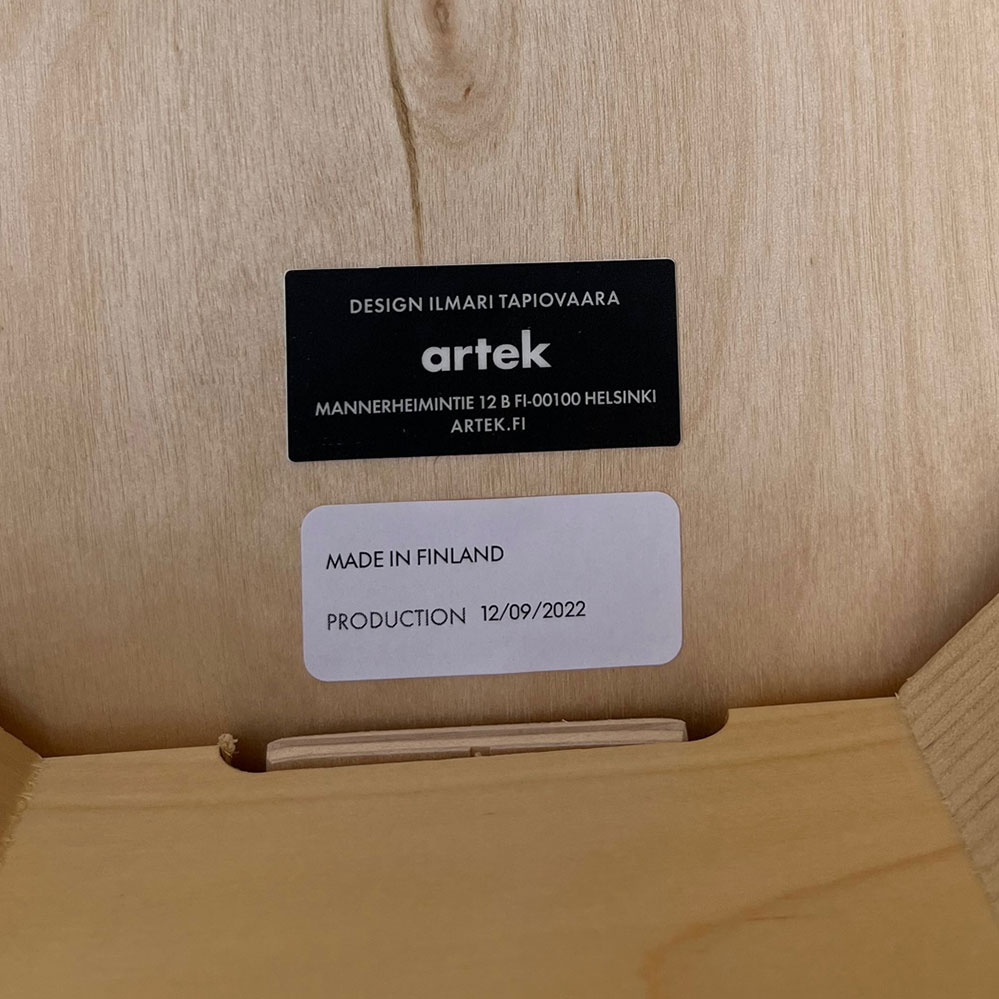 DESIGN ILMARI TAPIOVAARA
artek
MANNERHEIMINTIE 12 B FI-00100 HELSINKI
ARTEK.FI
MADE IN FINLAND
PRODUCTION 12/09/2022